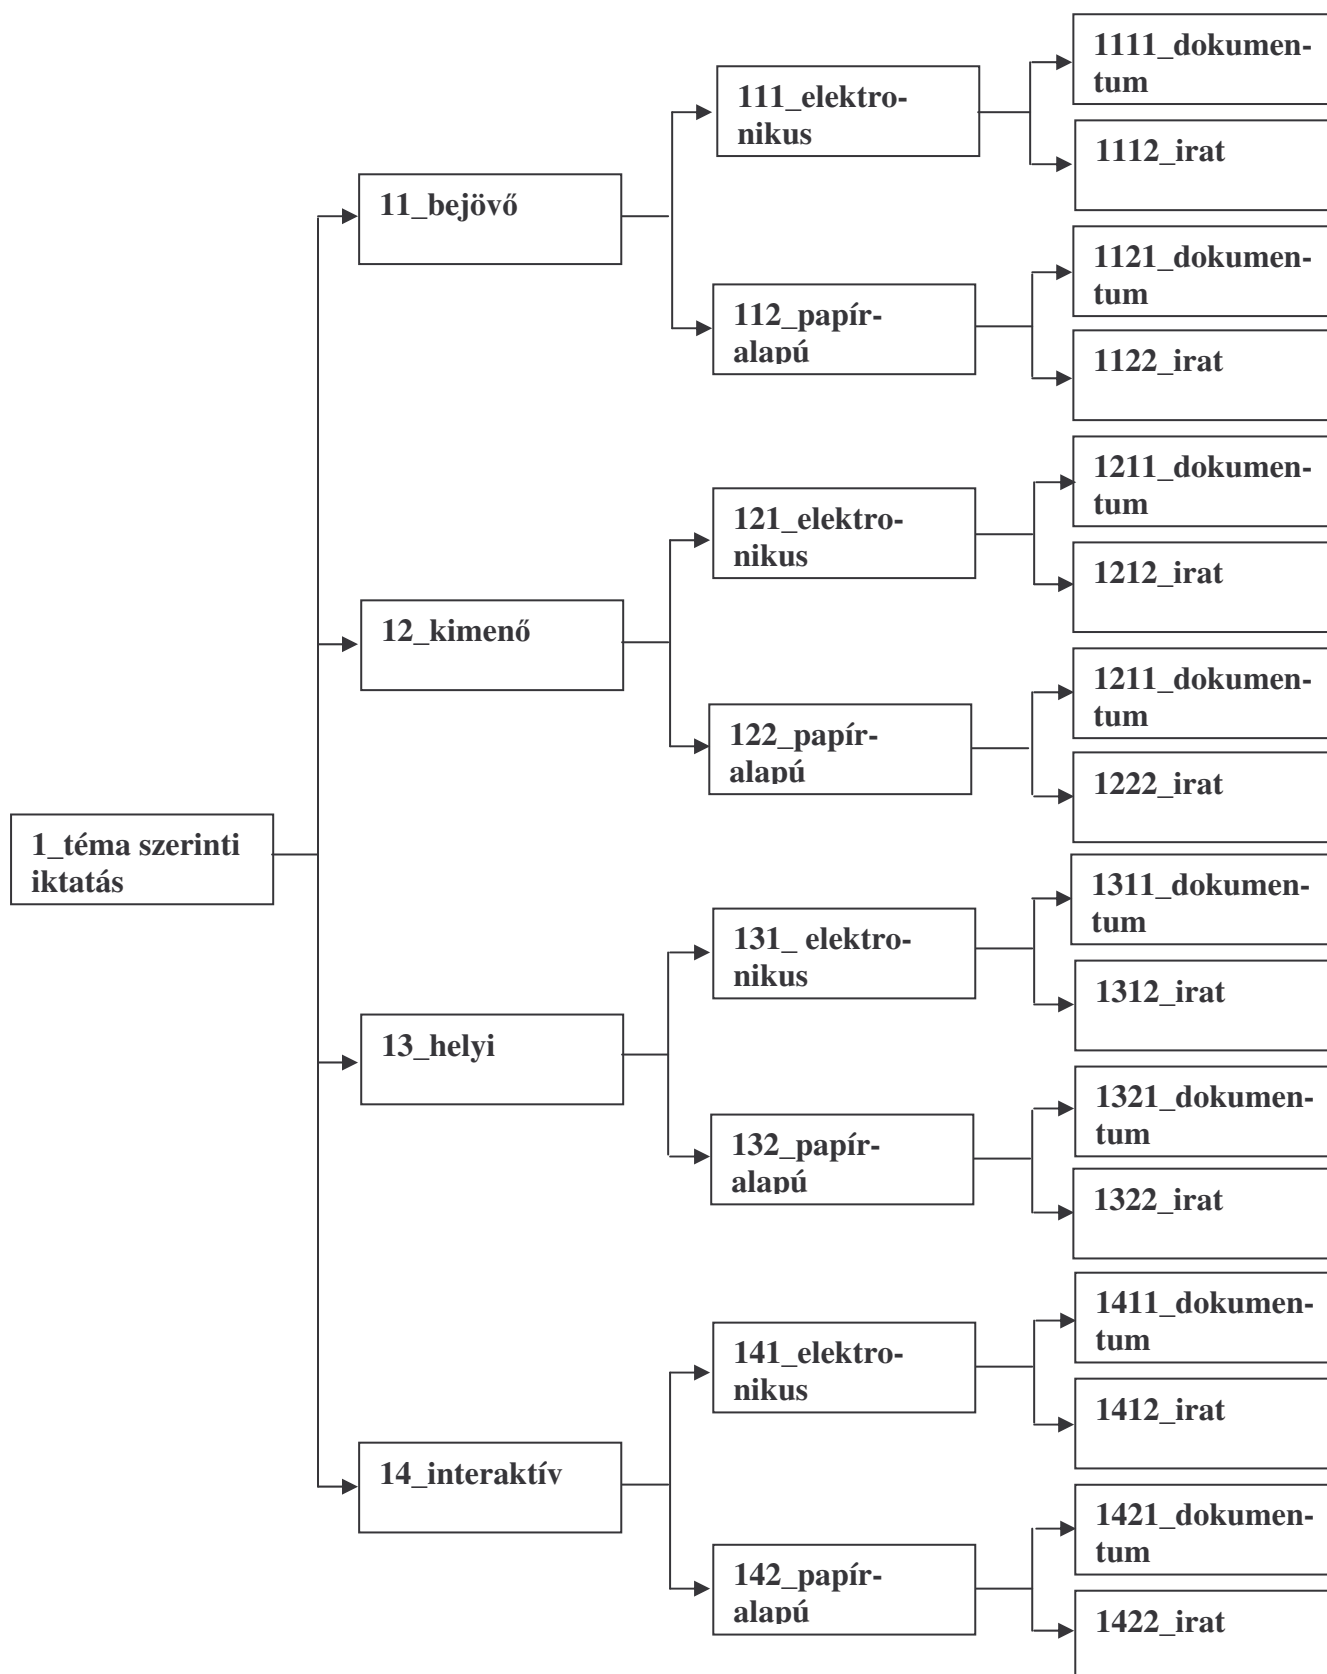 1_téma szerinti
iktatás
11_bejövő
111_elektro-
nikus
1111_dokumen-
tum
1112_irat
112_papír-
alapú
1121_dokumen-
tum
1122_irat
12_kimenő
121_elektro-
nikus
1211_dokumen-
tum
1212_irat
122_papír-
alapú
1211_dokumen-
tum
1222_irat
13_helyi
131_ elektro-
nikus
1311_dokumen-
tum
1312_irat
132_papír-
alapú
1321_dokumen-
tum
1322_irat
14_interaktív
141_elektro-
nikus
1411_dokumen-
tum
1412_irat
142_papír-
alapú
1421_dokumen-
tum
1422_irat